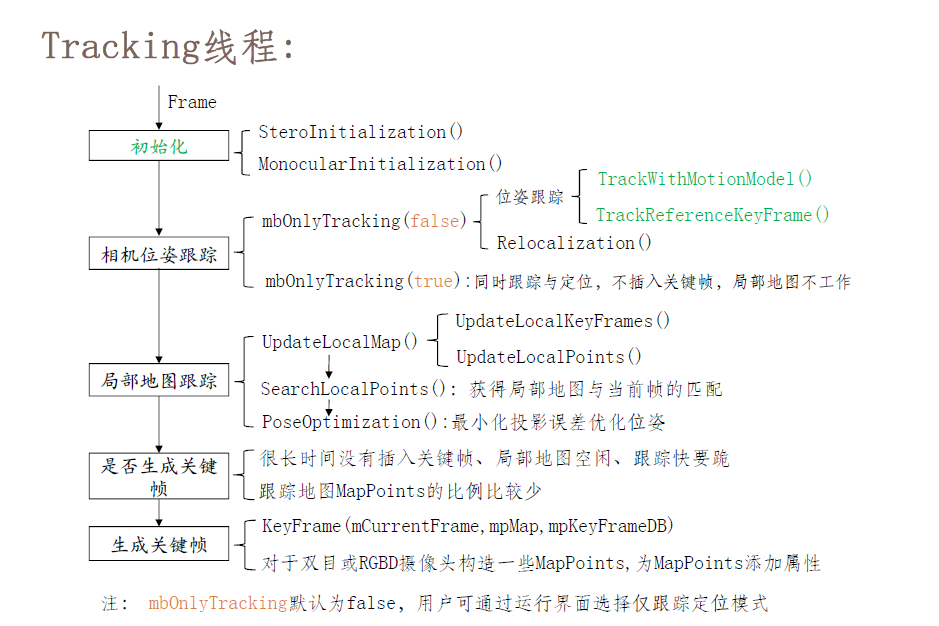 Tracking线程:
Frame
初始化
SteroInitialization()
MonocularInitialization()
相机位姿跟踪
mbOnlyTracking(false)
位姿跟踪
TrackWithMotionModel()
TrackReferenceKeyFrame()
Relocalization()
mbOnlyTracking(true):同时跟踪与定位，不插入关键帧，局部地图不工作
局部地图跟踪
UpdateLocalMap()
UpdateLocalKeyFrames()
UpdateLocalPoints()
SearchLocalPoints(): 获得局部地图与当前帧的匹配
PoseOptimization():最小化投影误差优化位姿
是否生成关键
帧
很长时间没有插入关键帧、局部地图空闲、跟踪快要跪
跟踪地图MapPoints的比例比较少
生成关键帧
KeyFrame(mCurrentFrame,mpMap,mpKeyFrameDB)
对于双目或RGBD摄像头构造一些MapPoints,为MapPoints添加属性
注: mbOnlyTracking默认为false，用户可通过运行界面选择仅跟踪定位模式